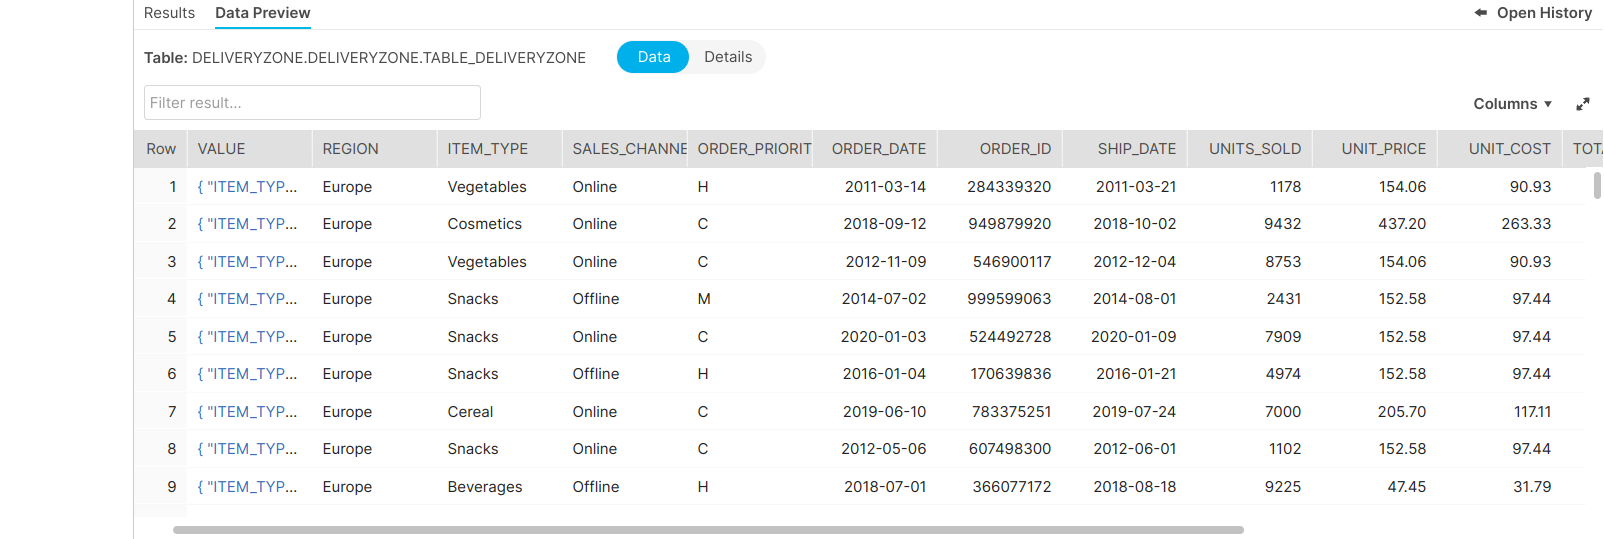 Results Data Preview Open History
Table: DELIVERYZONE.DELIVERYZONE.TABLE_DELIVERYZONE Data Details
Filter result...
Columns
Row VALUE REGION ITEM_TYPE SALES_CHANNE ORDER_PRIORIT ORDER_DATE ORDER_ID SHIP_DATE UNITS_SOLD UNIT_PRICE UNIT_COST TOTA
1 { "ITEM_TYP... Europe Vegetables Online H 2011-03-14 284339320 2011-03-21 1178 154.06 90.93
2 { "ITEM_TYP... Europe Cosmetics Online C 2018-09-12 949879920 2018-10-02 9432 437.20 263.33
3 { "ITEM_TYP... Europe Vegetables Online C 2012-11-09 546900117 2012-12-04 8753 154.06 90.93
4 { "ITEM_TYP... Europe Snacks Offline M 2014-07-02 999599063 2014-08-01 2431 152.58 97.44
5 { "ITEM_TYP... Europe Snacks Online C 2020-01-03 524492728 2020-01-09 7909 152.58 97.44
6 { "ITEM_TYP... Europe Snacks Offline H 2016-01-04 170639836 2016-01-21 4974 152.58 97.44
7 { "ITEM_TYP... Europe Cereal Online C 2019-06-10 783375251 2019-07-24 7000 205.70 117.11
8 { "ITEM_TYP... Europe Snacks Online C 2012-05-06 607498300 2012-06-01 1102 152.58 97.44
9 { "ITEM_TYP... Europe Beverages Offline H 2018-07-01 366077172 2018-08-18 9225 47.45 31.79